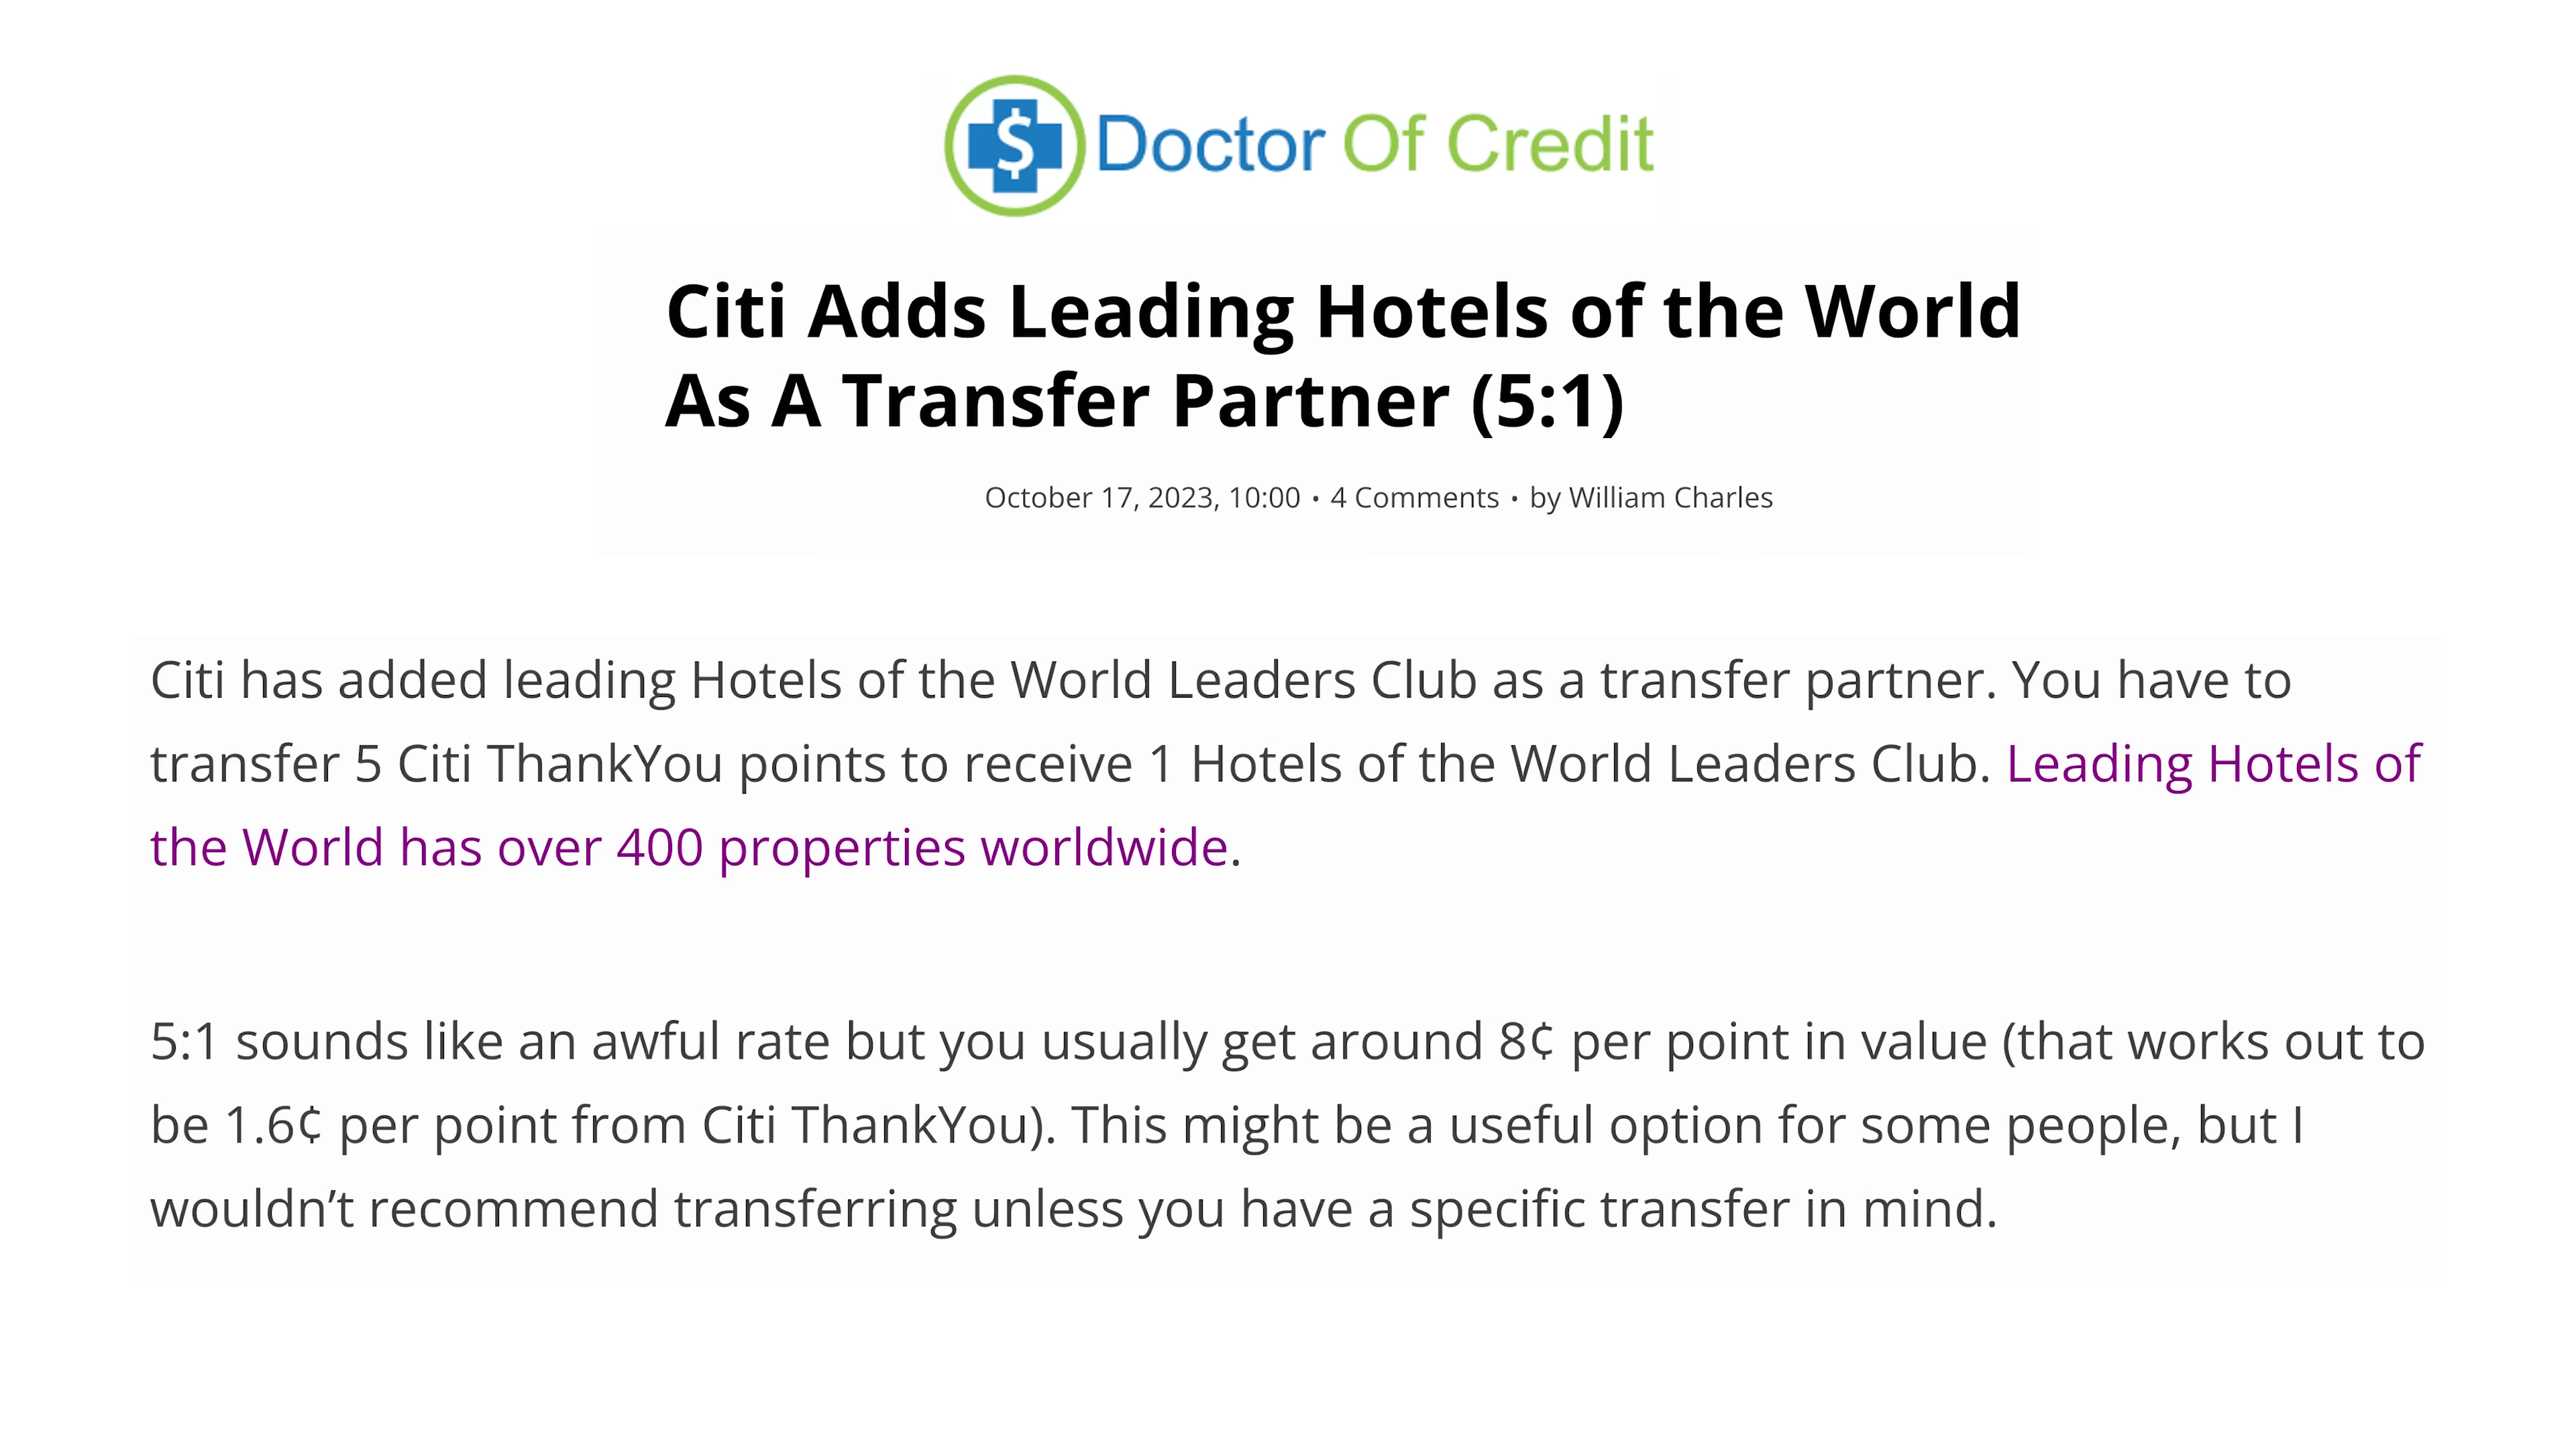 $ Doctor Of Credit
Citi Adds Leading Hotels of the World
As A Transfer Partner (5:1)
October 17, 2023, 10:00 • 4 Comments • by William Charles
Citi has added leading Hotels of the World Leaders Club as a transfer partner. You have to
transfer 5 Citi ThankYou points to receive 1 Hotels of the World Leaders Club. Leading Hotels of
the World has over 400 properties worldwide.
5:1 sounds like an awful rate but you usually get around 8¢ per point in value (that works out to
be 1.6¢ per point from Citi ThankYou). This might be a useful option for some people, but I
wouldn’t recommend transferring unless you have a specific transfer in mind.